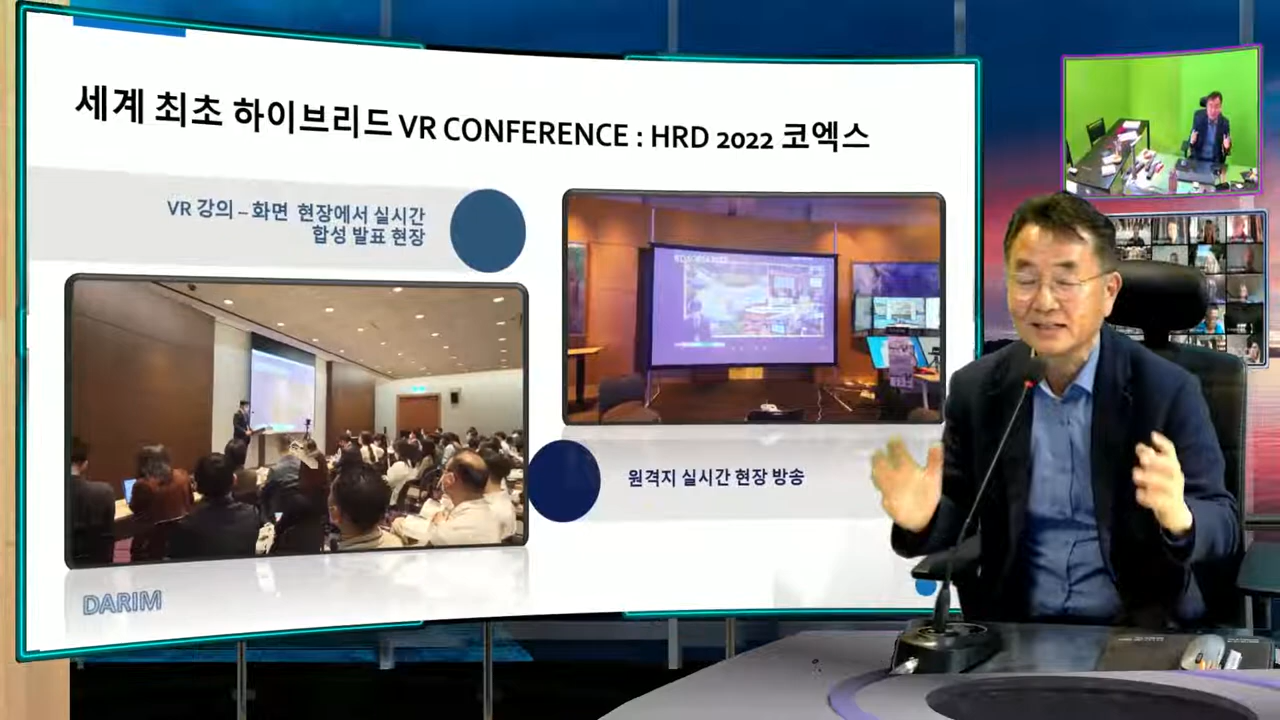 세계 최초 하이브리드 VR CONFERENCE : HRD 2022 코엑스
VR 강의 – 화면 현장에서 실시간
합성 발표 현장
원격지 실시간 현장 방송
DARIM